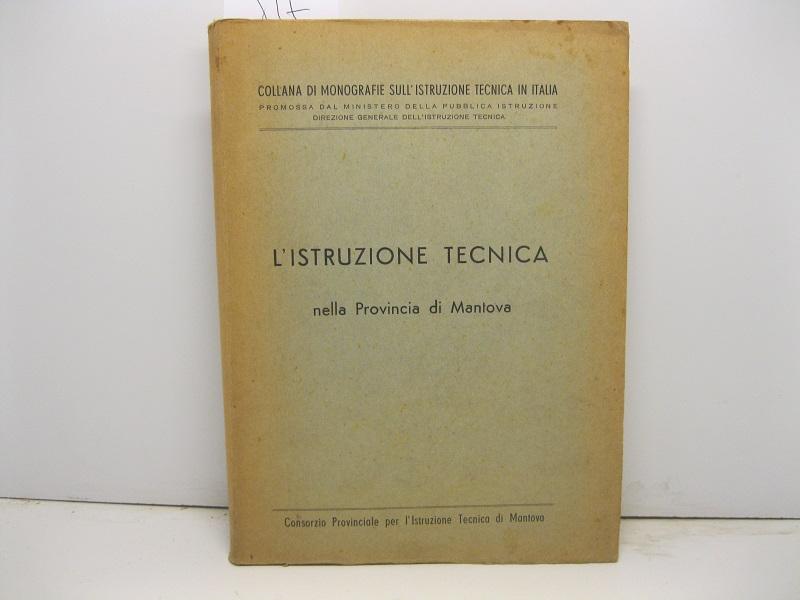 COLLANA DI MONOGRAFIE SULL'ISTRUZIONE TECNICA IN ITALIA
PROMOSSA DAL MINISTERO DELLA PUBBLICA ISTRUZIONE
DIREZIONE GENERALE DELL'ISTRUZIONE TECNICA
L'ISTRUZIONE TECNICA
nella Provincia di Mantova
Consorzio Provinciale per l'Istruzione Tecnica di Mantova